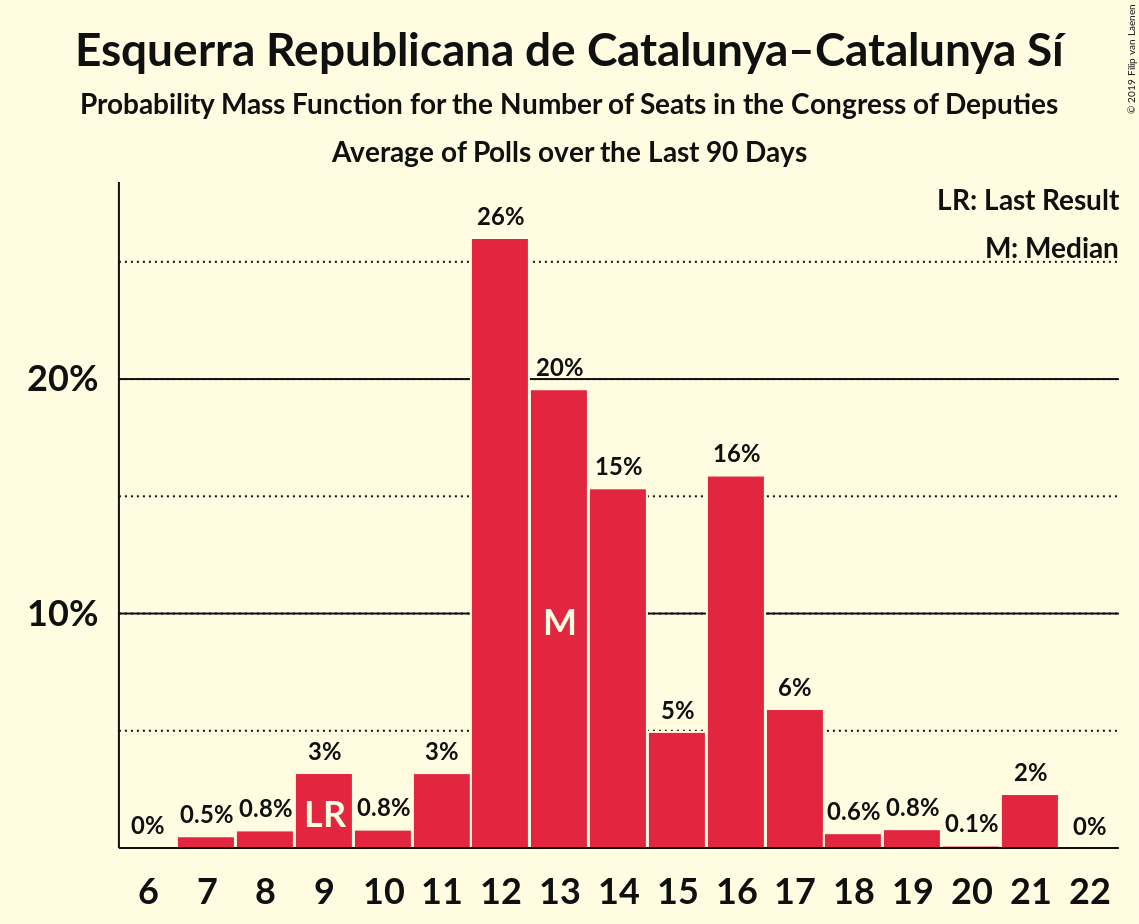 Esquerra Republicana de Catalunya–Catalunya Sí
Probability Mass Function for the Number of Seats in the Congress of Deputies
Average of Polls over the Last 90 Days
© 2019 Filip van Laenen
LR: Last Result
M: Median
20%
10%
0%
0.5%
0.8%
3%
0.8%
3%
26%
20%
15%
5%
16%
6%
0.6%
0.8%
0.1%
2%
0%
LR
M
6 7 8 9 10 11 12 13 14 15 16 17 18 19 20 21 22